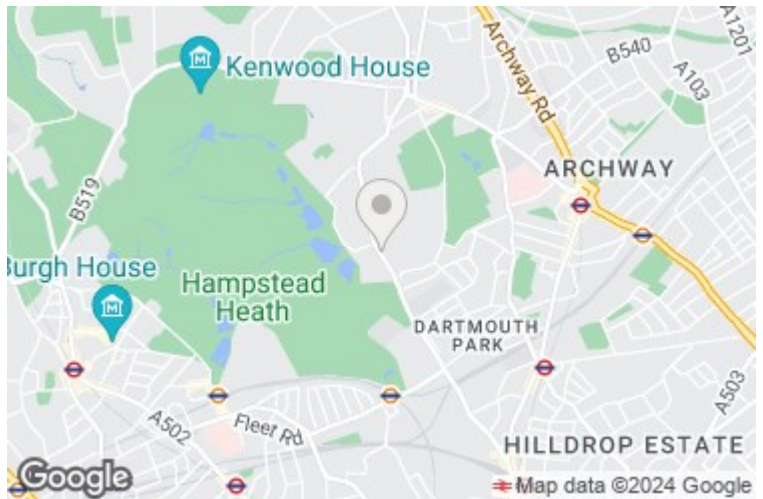 A1201
B540
A103
Kenwood House
Archway Rd
ARCHWAY
B519
Burgh House
Hampstead
Heath
DARTMOUTH
PARK
A503
A502
Fleet Rd
HILLDROP ESTATE
Google
Map data ©2024 Google